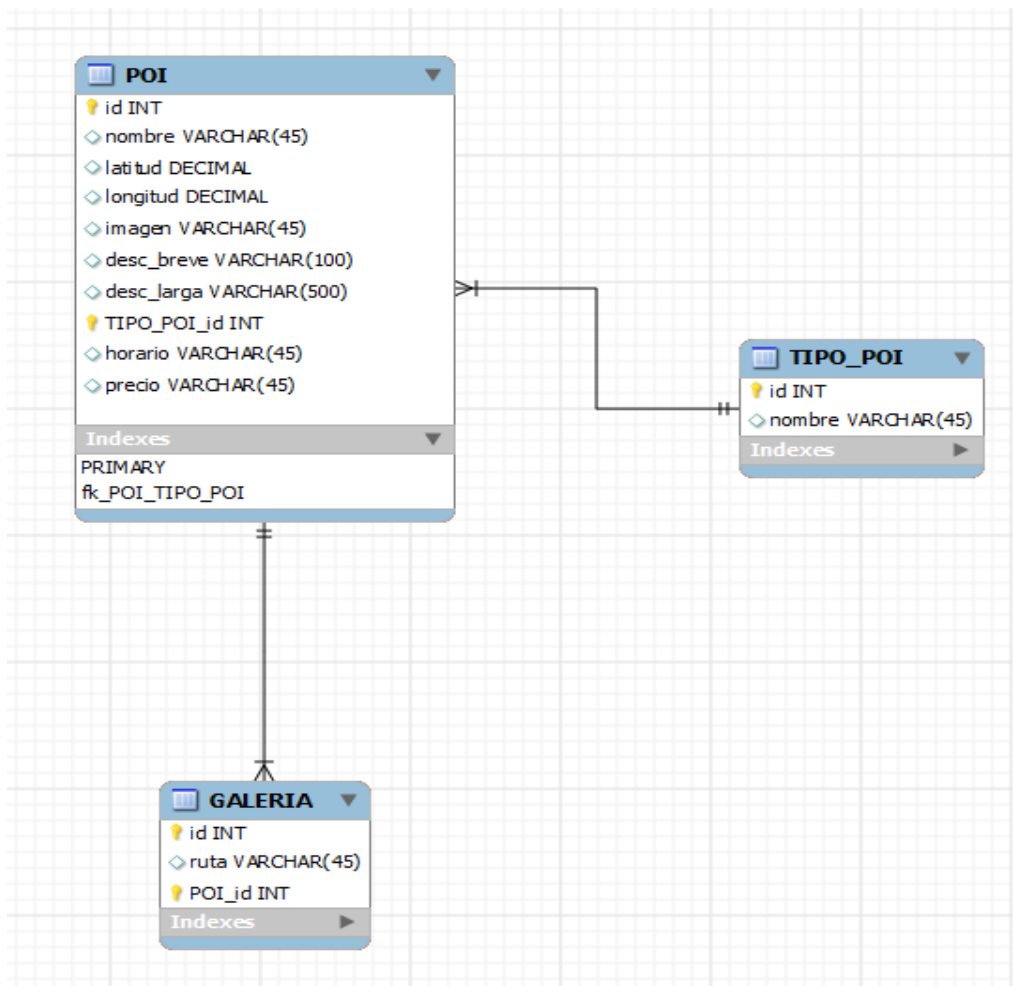 POI
id INT
nombre VARCHAR(45)
latitud DECIMAL
longitud DECIMAL
imagen VARCHAR(45)
desc_breve VARCHAR(100)
desc_larga VARCHAR(500)
TIPO_POI_id INT
horario VARCHAR(45)
precio VARCHAR(45)
Indexes
PRIMARY
fk_POI_TIPO_POI
TIPO_POI
id INT
nombre VARCHAR(45)
Indexes
GALERIA
id INT
ruta VARCHAR(45)
POI_id INT
Indexes